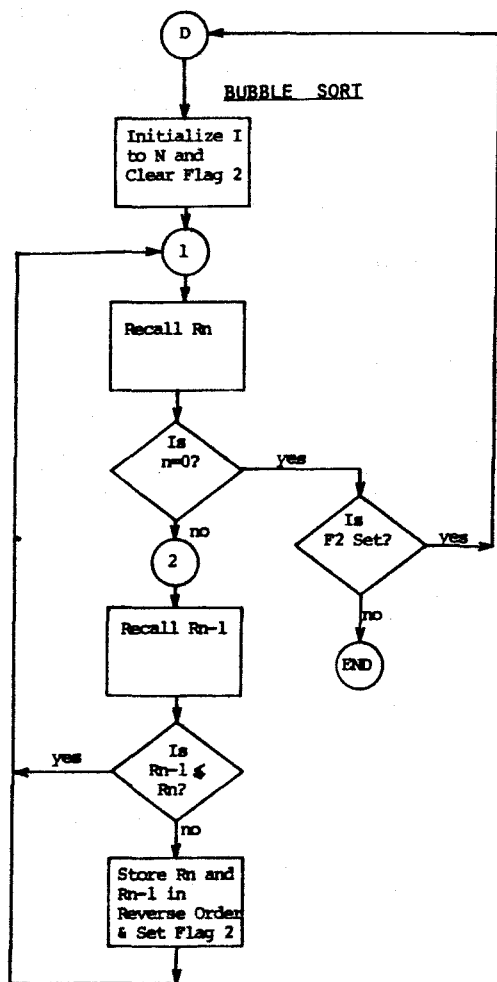 D
BUBBLE SORT
Initialize I
to N and
Clear Flag 2
1
Recall Rn
Is
n=0?
yes
no
Is
F2 Set?
yes
no
END
2
Recall Rn-1
Is
Rn-1 ≤
Rn?
yes
no
Store Rn and
Rn-1 in
Reverse Order
& Set Flag 2